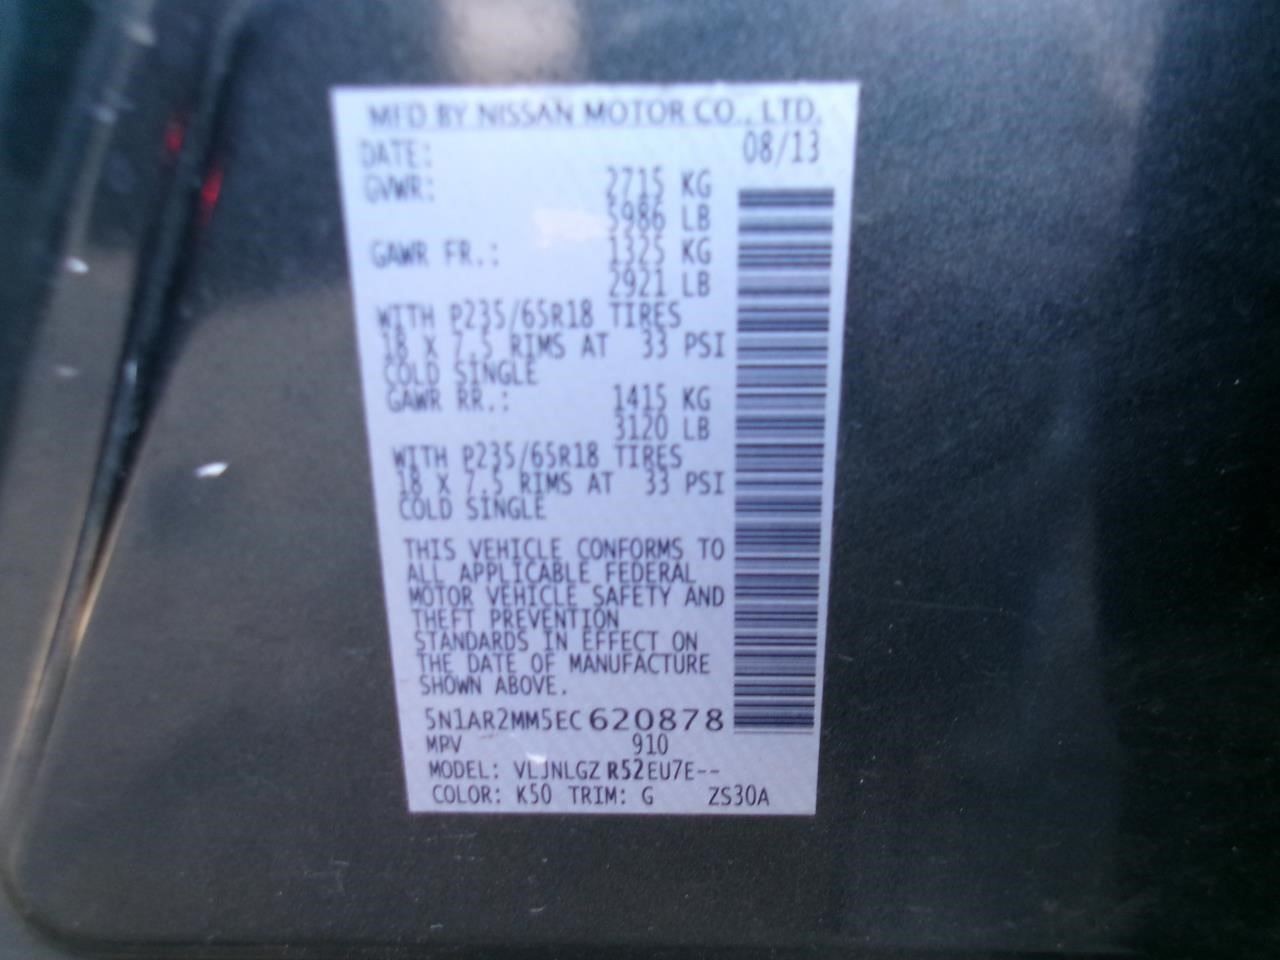 MFD BY NISSAN MOTOR CO., LTD.
DATE: 08/13
GVWR: 2715 KG
5986 LB
GAWR FR.: 1325 KG
2921 LB
WITH P235/65R18 TIRES
18 X 7.5 RIMS AT 33 PSI
COLD SINGLE
GAWR RR.: 1415 KG
3120 LB
WITH P235/65R18 TIRES
18 X 7.5 RIMS AT 33 PSI
COLD SINGLE
THIS VEHICLE CONFORMS TO
ALL APPLICABLE FEDERAL
MOTOR VEHICLE SAFETY AND
THEFT PREVENTION
STANDARDS IN EFFECT ON
THE DATE OF MANUFACTURE
SHOWN ABOVE.
5N1AR2MM5EC620878
MPV 910
MODEL: VLJNLGZ R52EU7E--
COLOR: K50 TRIM: G ZS30A